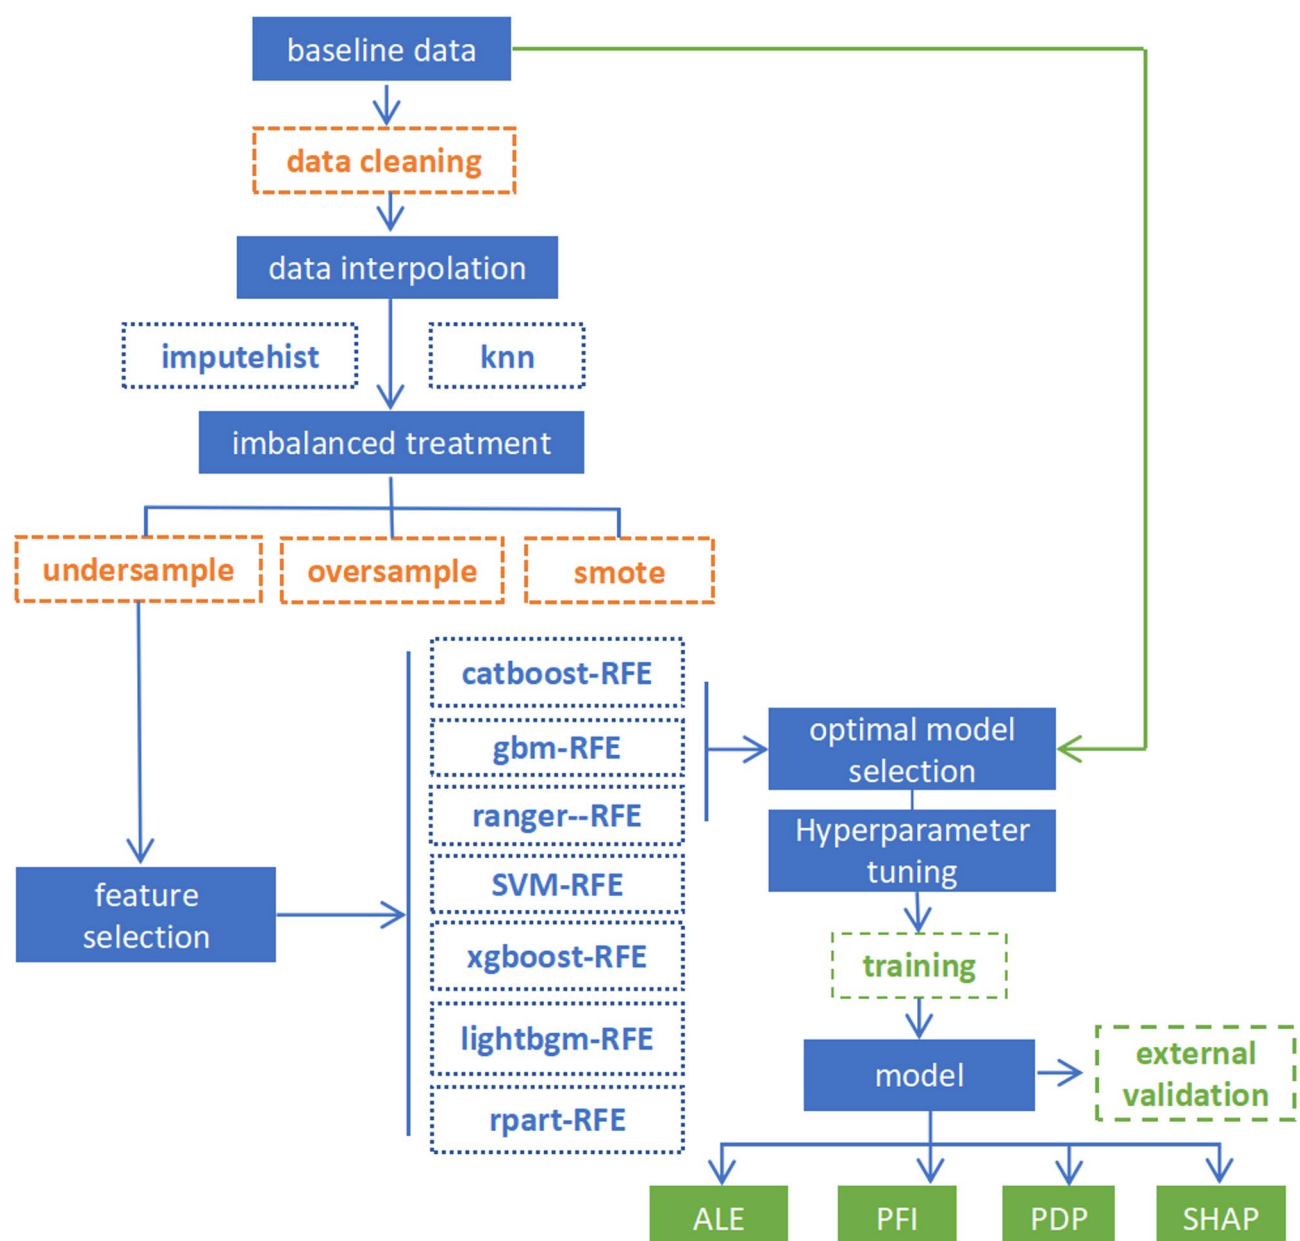 baseline data
data cleaning
data interpolation
imputehist
knn
imbalanced treatment
undersample
oversample
smote
catboost-RFE
gbm-RFE
ranger--RFE
SVM-RFE
xgboost-RFE
lightbgm-RFE
rpart-RFE
feature
selection
optimal model
selection
Hyperparameter
tuning
training
model
external
validation
ALE
PFI
PDP
SHAP